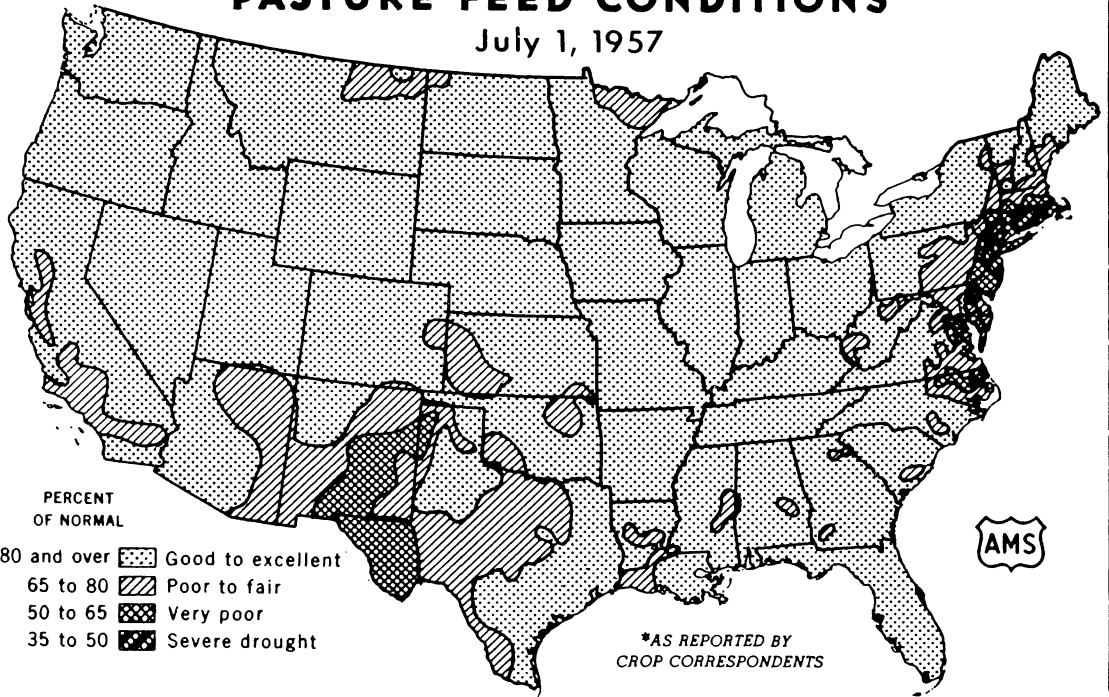 PASTURE FEED CONDITIONS
July 1, 1957
PERCENT
OF NORMAL
80 and over Good to excellent
65 to 80 Poor to fair
50 to 65 Very poor
35 to 50 Severe drought
AMS
*AS REPORTED BY
CROP CORRESPONDENTS